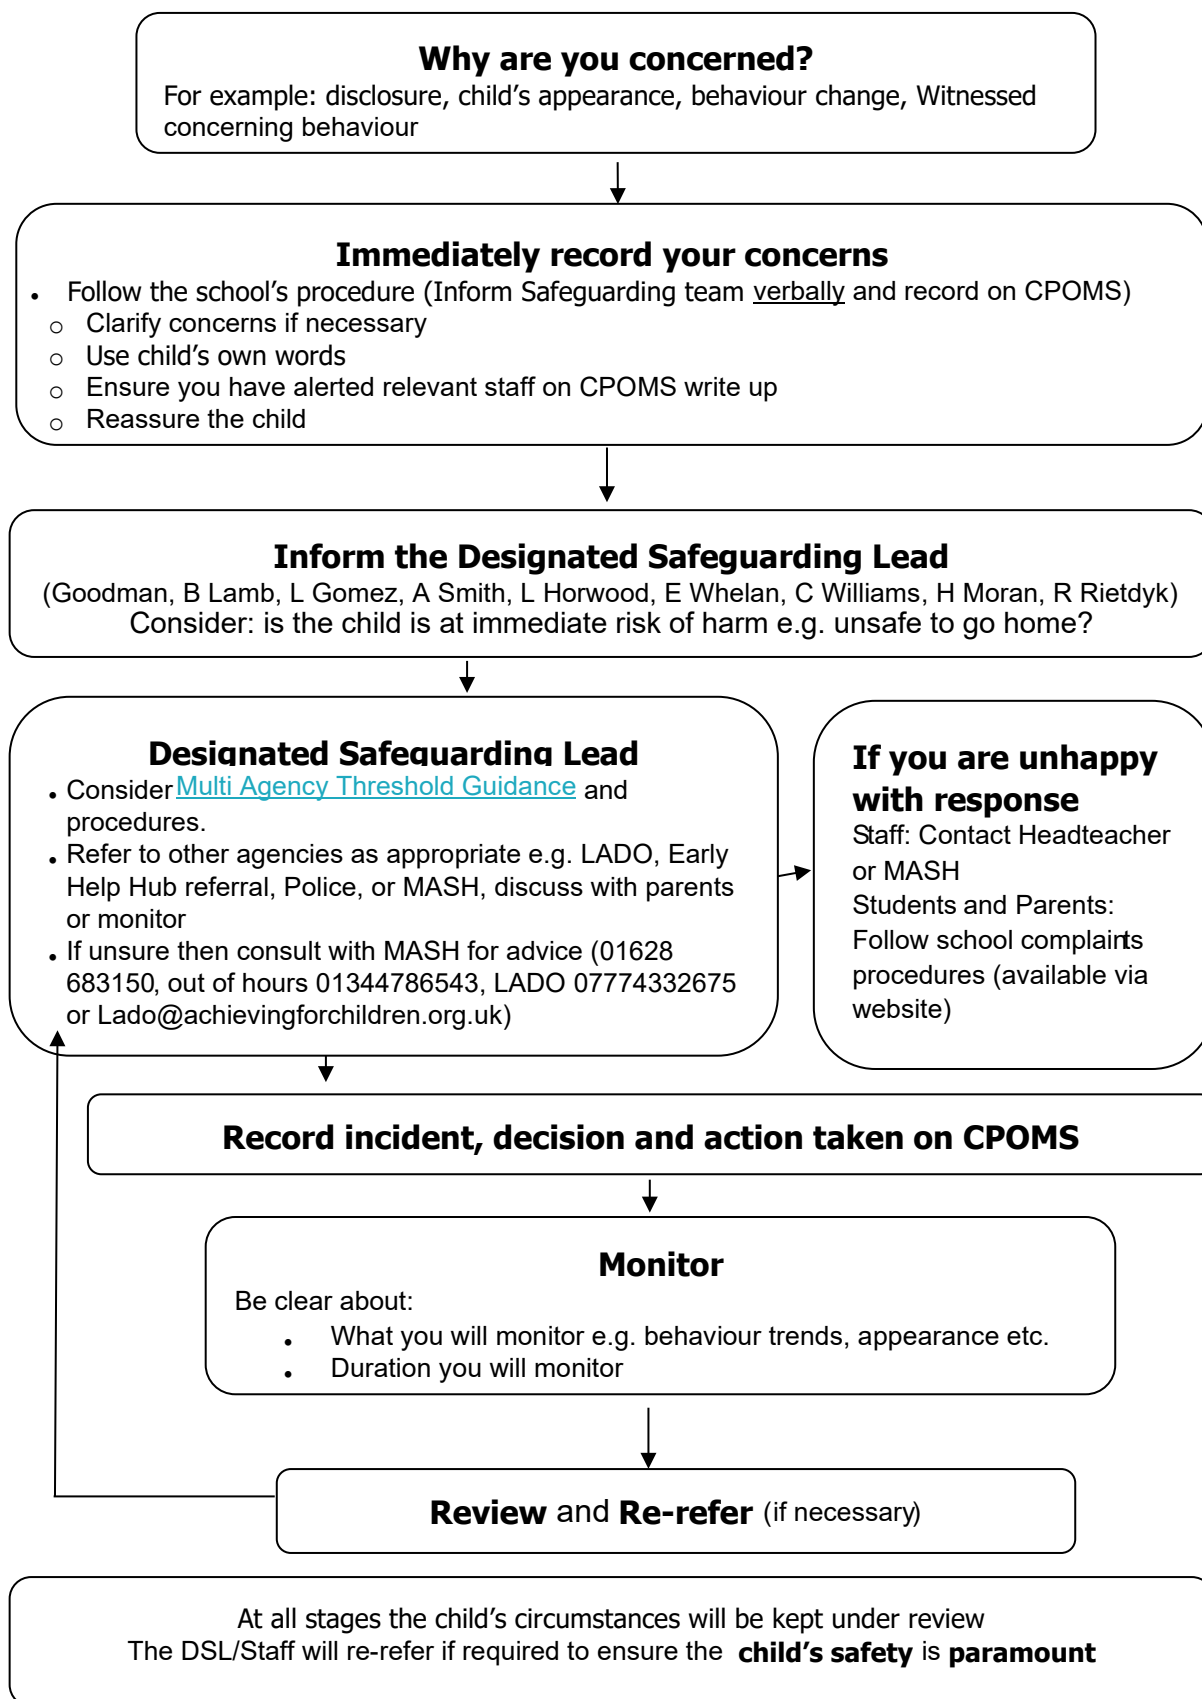 Why are you concerned?
For example: disclosure, child's appearance, behaviour change, Witnessed
concerning behaviour
Immediately record your concerns
• Follow the school's procedure (Inform Safeguarding team verbally and record on CPOMS)
o Clarify concerns if necessary
o Use child's own words
o Ensure you have alerted relevant staff on CPOMS write up
o Reassure the child
Inform the Designated Safeguarding Lead
(Goodman, B Lamb, L Gomez, A Smith, L Horwood, E Whelan, C Williams, H Moran, R Rietdyk)
Consider: is the child is at immediate risk of harm e.g. unsafe to go home?
Designated Safeguarding Lead
• Consider Multi Agency Threshold Guidance and
procedures.
• Refer to other agencies as appropriate e.g. LADO, Early
Help Hub referral, Police, or MASH, discuss with parents
or monitor
• If unsure then consult with MASH for advice (01628
683150, out of hours 01344786543, LADO 07774332675
or Lado@achievingforchildren.org.uk)
If you are unhappy
with response
Staff: Contact Headteacher
or MASH
Students and Parents:
Follow school complaints
procedures (available via
website)
Record incident, decision and action taken on CPOMS
Monitor
Be clear about:
• What you will monitor e.g. behaviour trends, appearance etc.
• Duration you will monitor
Review and Re-refer (if necessary)
At all stages the child's circumstances will be kept under review
The DSL/Staff will re-refer if required to ensure the child's safety is paramount